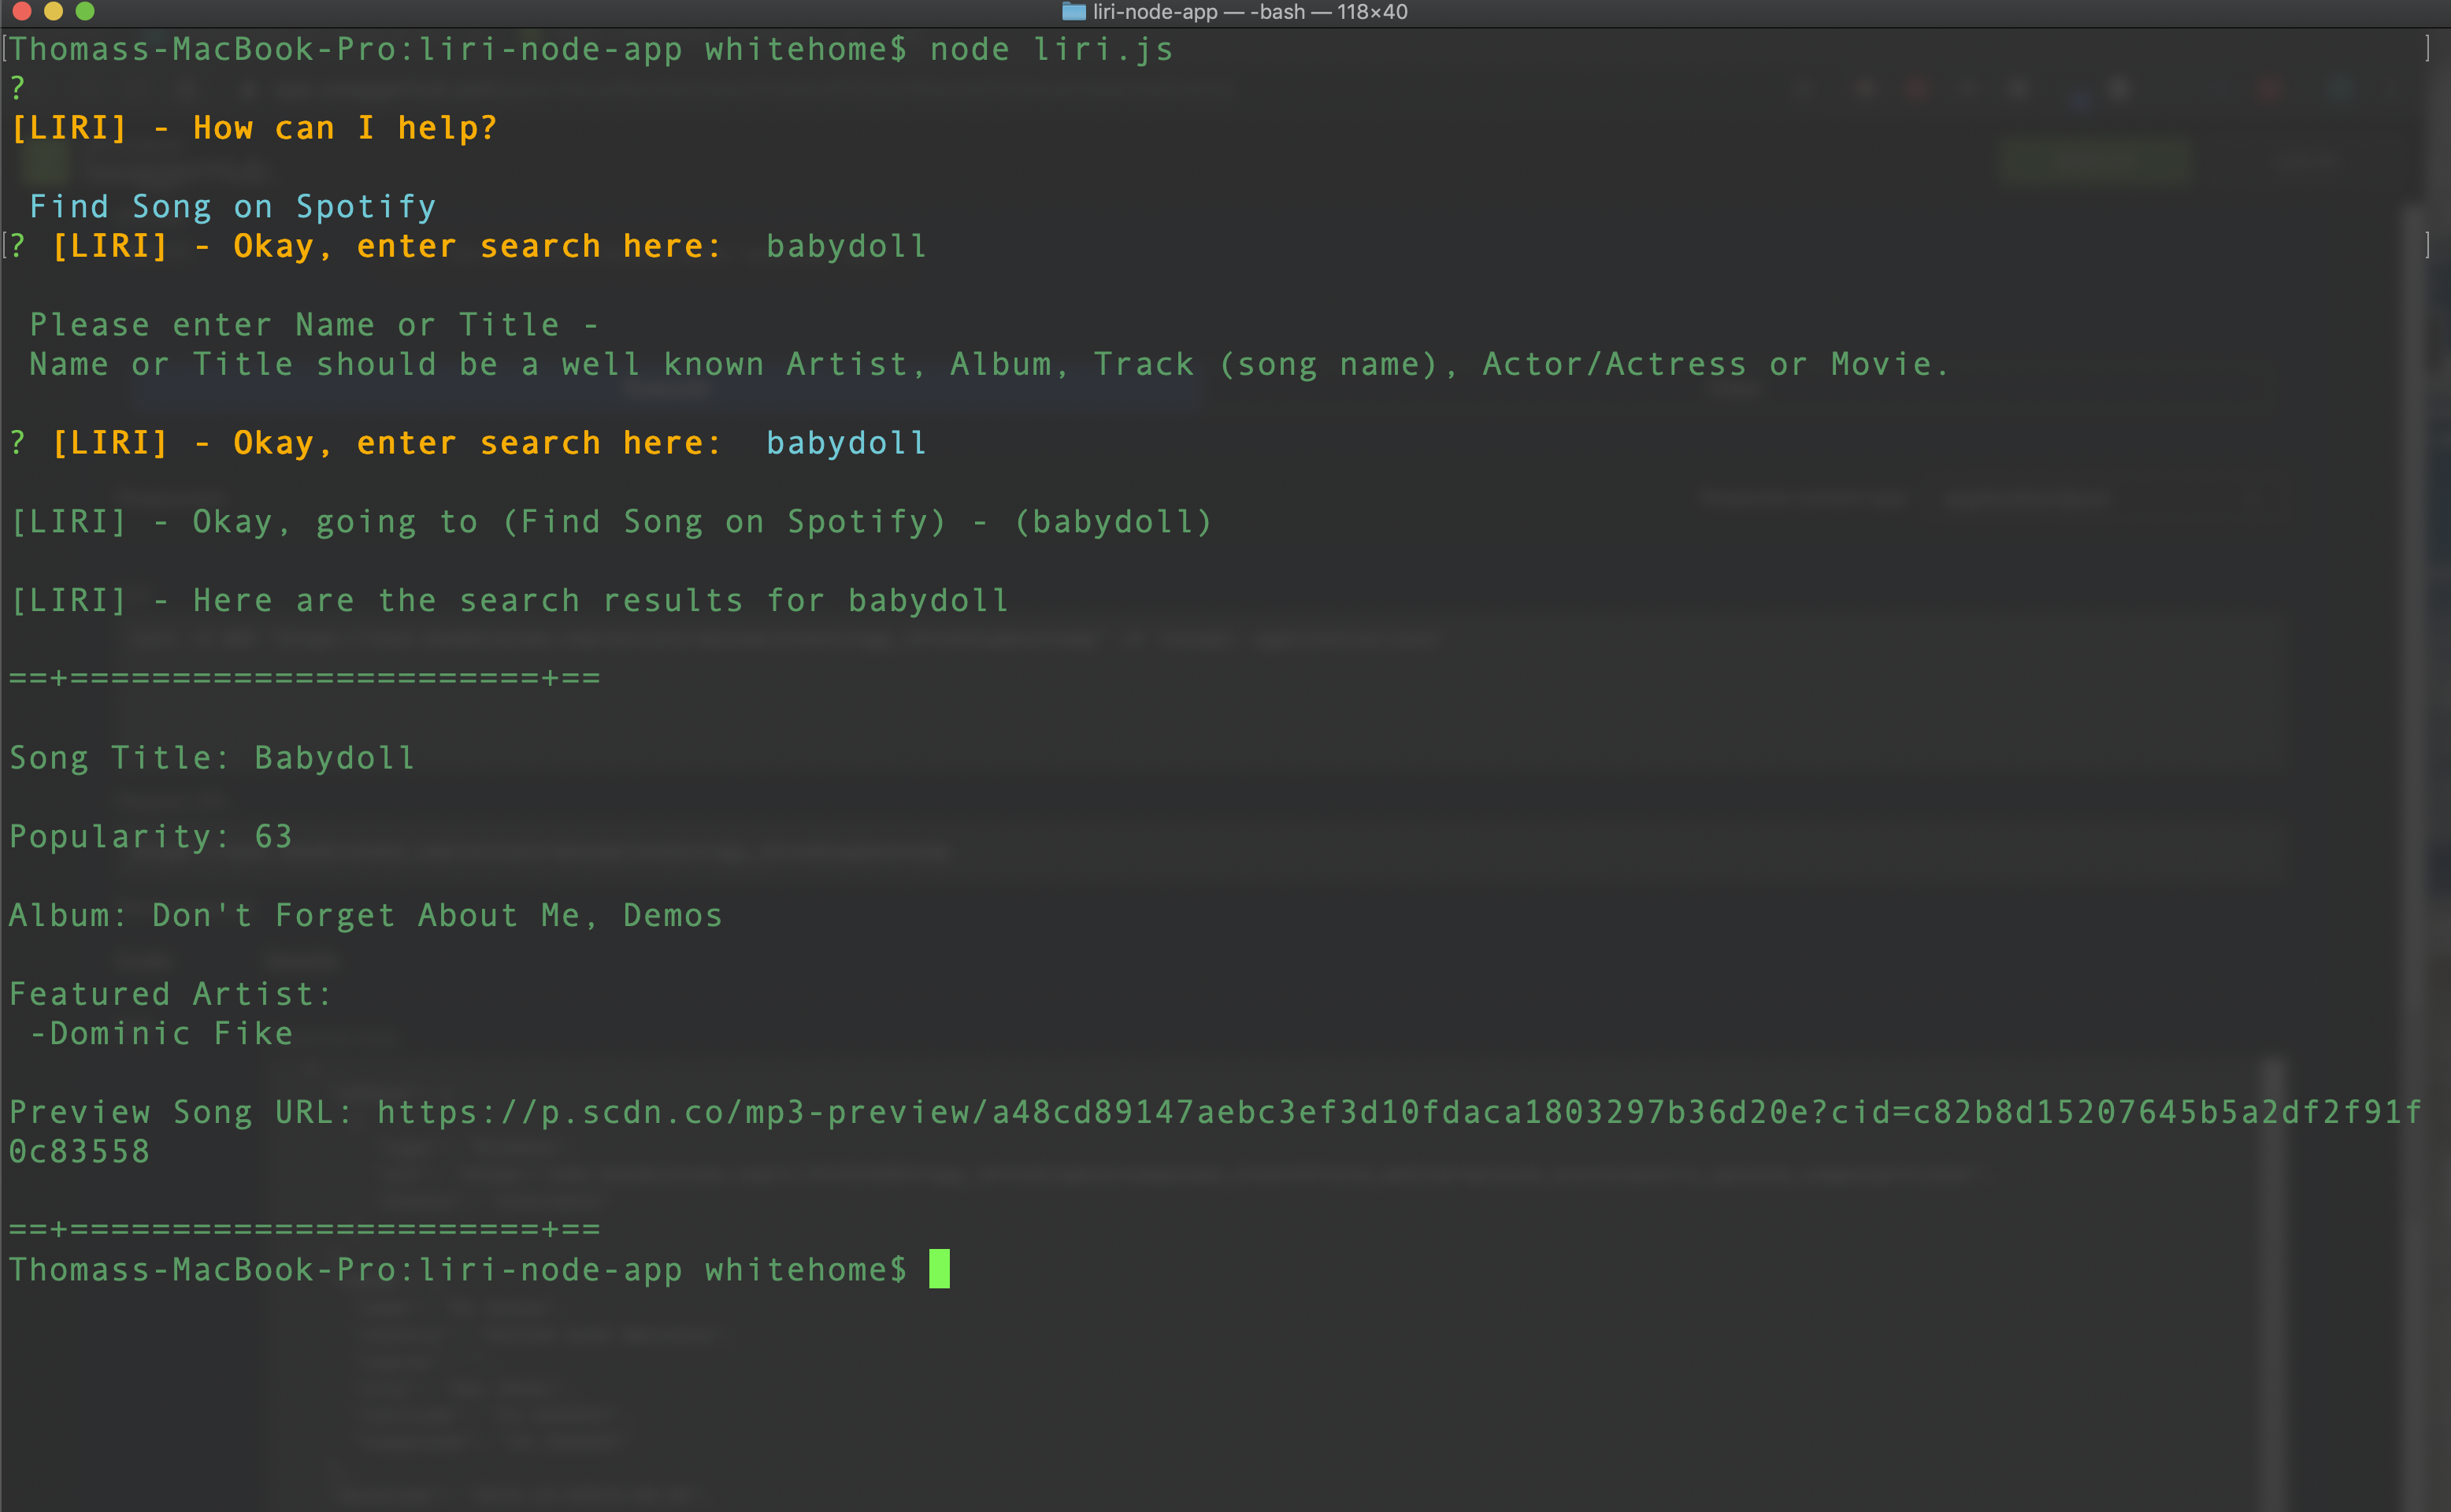 liri-node-app — -bash — 118×40
[Thomass-MacBook-Pro:liri-node-app whitehome$ node liri.js ]
?
[LIRI] - How can I help?
Find Song on Spotify
[? [LIRI] - Okay, enter search here:  babydoll ]
Please enter Name or Title -
Name or Title should be a well known Artist, Album, Track (song name), Actor/Actress or Movie.
? [LIRI] - Okay, enter search here:  babydoll
[LIRI] - Okay, going to (Find Song on Spotify) - (babydoll)
[LIRI] - Here are the search results for babydoll
==+=======================+==
Song Title: Babydoll
Popularity: 63
Album: Don't Forget About Me, Demos
Featured Artist:
-Dominic Fike
Preview Song URL: https://p.scdn.co/mp3-preview/a48cd89147aebc3ef3d10fdaca1803297b36d20e?cid=c82b8d15207645b5a2df2f91f
0c83558
==+=======================+==
Thomass-MacBook-Pro:liri-node-app whitehome$